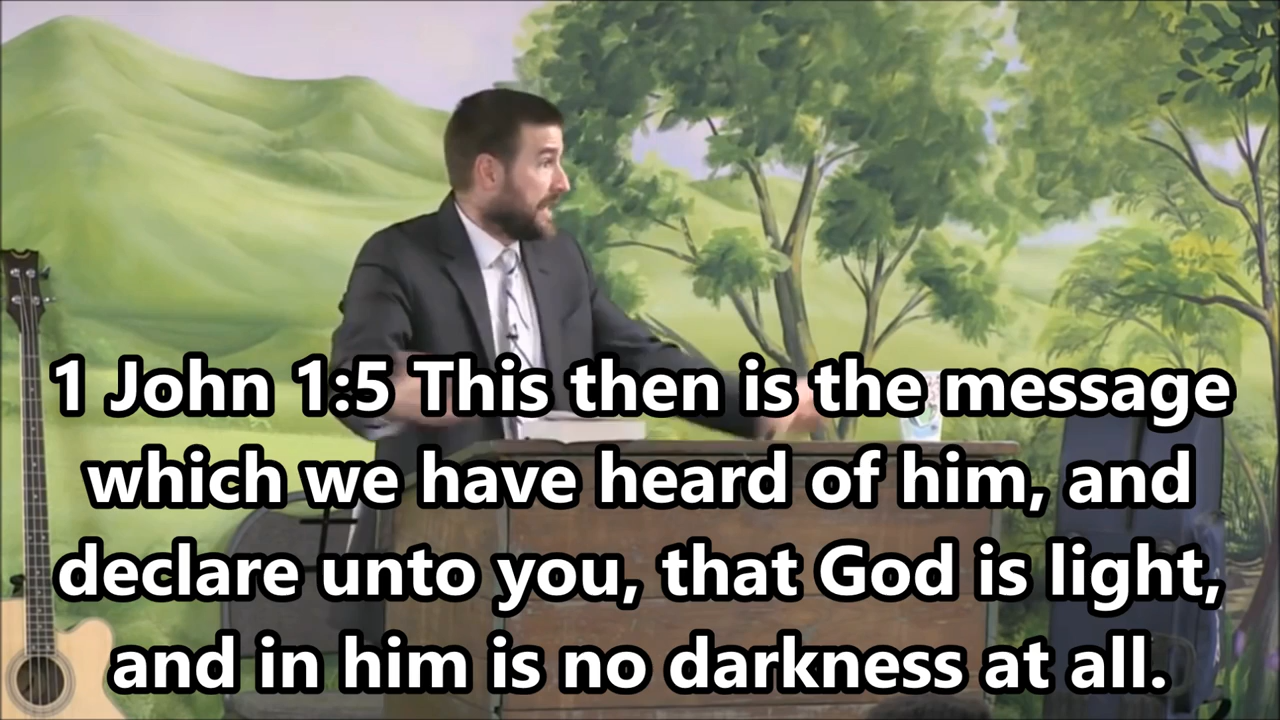 1 John 1:5 This then is the message
which we have heard of him, and
declare unto you, that God is light,
and in him is no darkness at all.